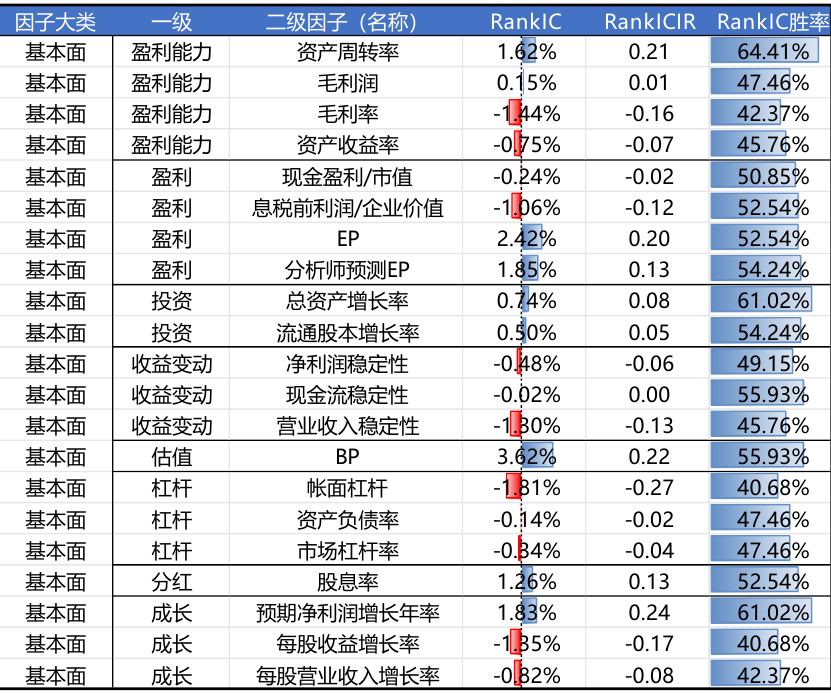 因子大类 一级 二级因子（名称） RankIC RankICIR RankIC胜率
基本面 盈利能力 资产周转率 1.62% 0.21 64.41%
基本面 盈利能力 毛利润 0.15% 0.01 47.46%
基本面 盈利能力 毛利率 -1.44% -0.16 42.37%
基本面 盈利能力 资产收益率 -0.75% -0.07 45.76%
基本面 盈利 现金盈利/市值 -0.24% -0.02 50.85%
基本面 盈利 息税前利润/企业价值 -1.06% -0.12 52.54%
基本面 盈利 EP 2.42% 0.20 52.54%
基本面 盈利 分析师预测EP 1.85% 0.13 54.24%
基本面 投资 总资产增长率 0.74% 0.08 61.02%
基本面 投资 流通股本增长率 0.50% 0.05 54.24%
基本面 收益变动 净利润稳定性 -0.48% -0.06 49.15%
基本面 收益变动 现金流稳定性 -0.02% 0.00 55.93%
基本面 收益变动 营业收入稳定性 -1.30% -0.13 45.76%
基本面 估值 BP 3.62% 0.22 55.93%
基本面 杠杆 帐面杠杆 -1.81% -0.27 40.68%
基本面 杠杆 资产负债率 -0.14% -0.02 47.46%
基本面 杠杆 市场杠杆率 -0.34% -0.04 47.46%
基本面 分红 股息率 1.26% 0.13 52.54%
基本面 成长 预期净利润增长年率 1.83% 0.24 61.02%
基本面 成长 每股收益增长率 -1.35% -0.17 40.68%
基本面 成长 每股营业收入增长率 -0.82% -0.08 42.37%